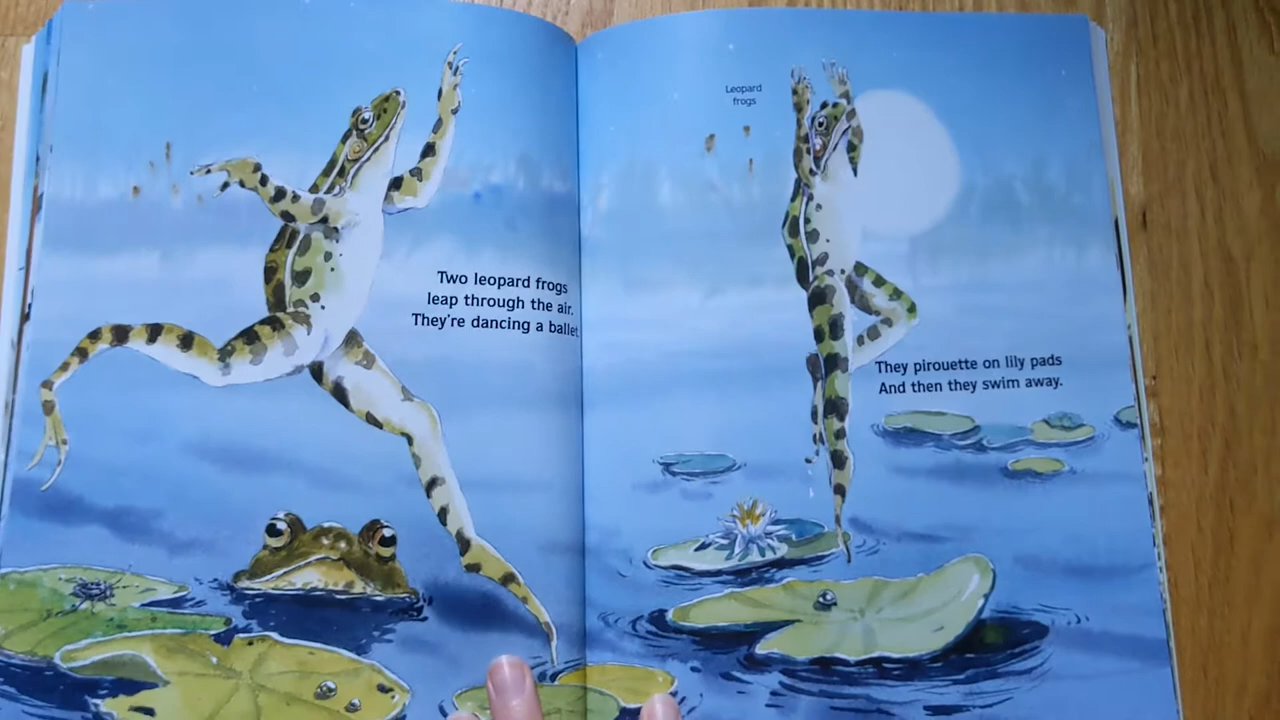 Two leopard frogs
leap through the air.
They're dancing a ballet
Leopard
frogs
They pirouette on lily pads
And then they swim away.